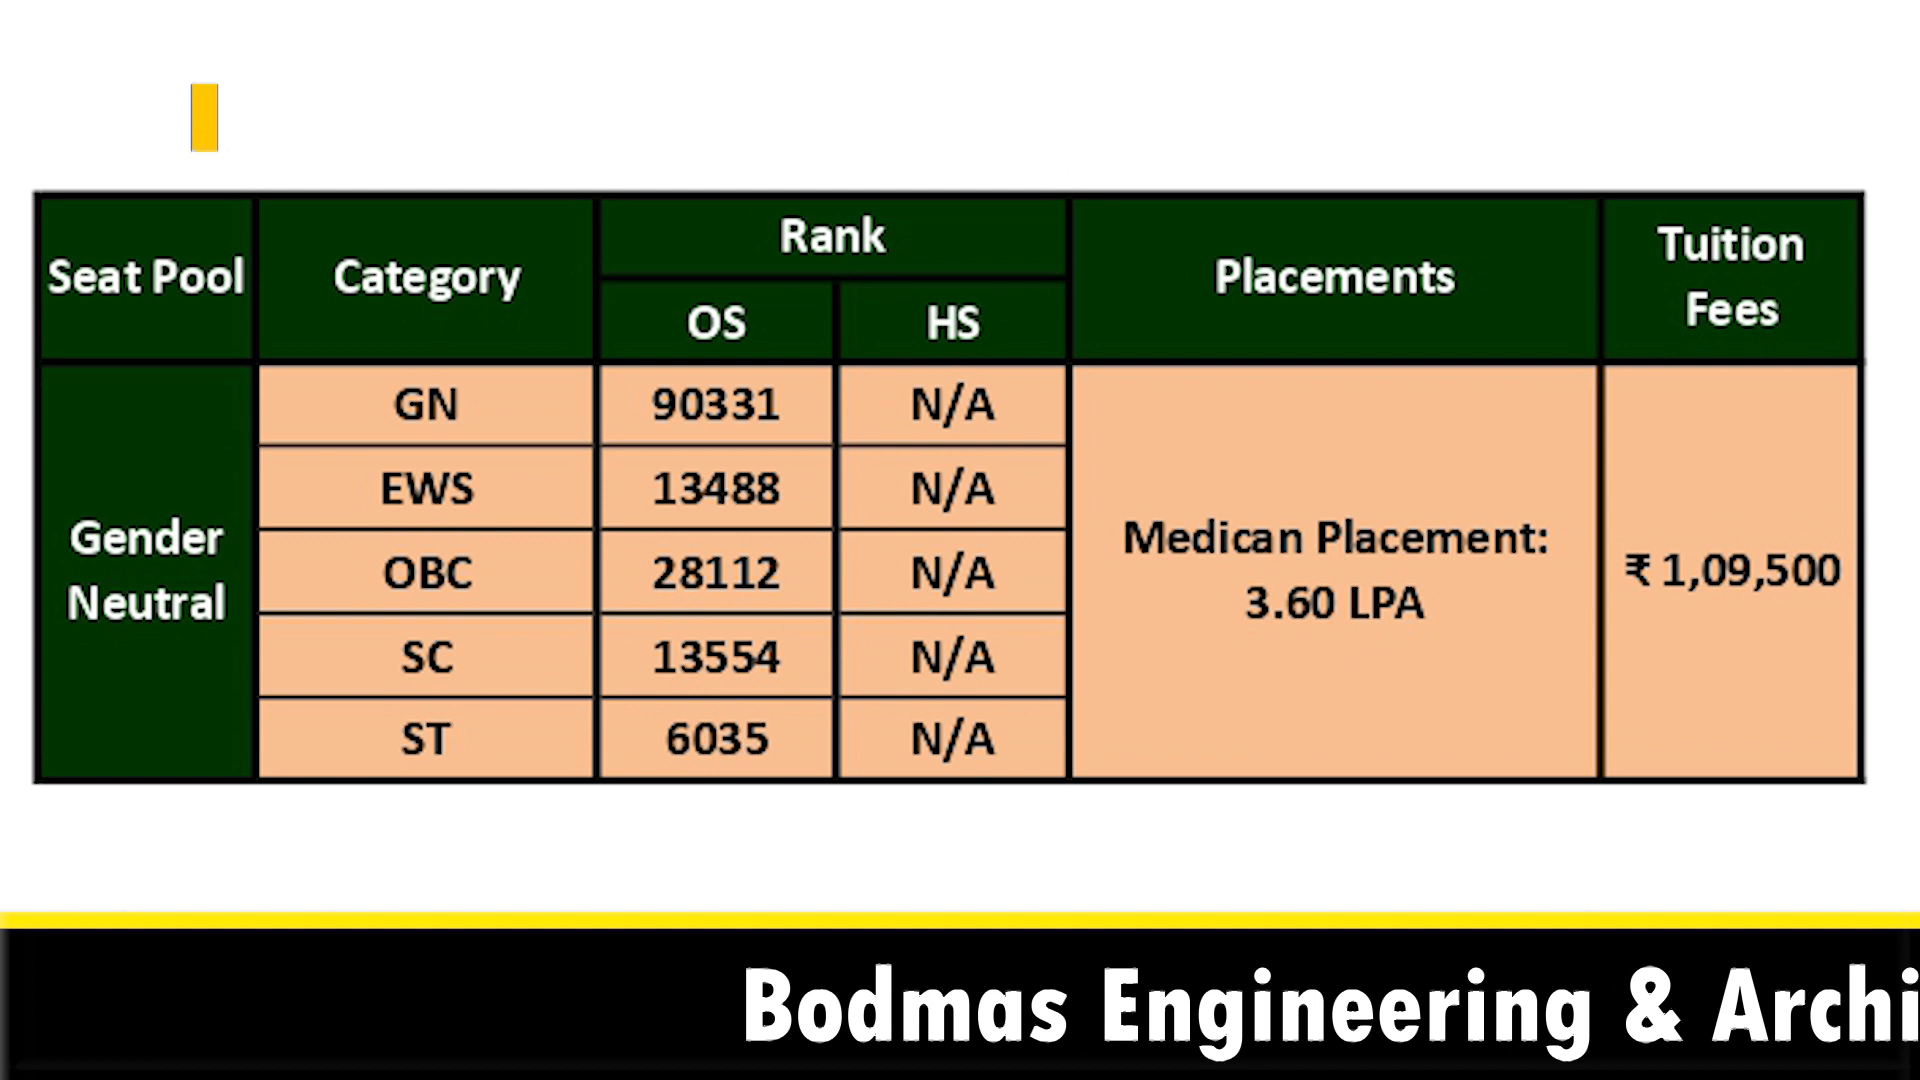 Seat Pool Category Rank Placements Tuition Fees
OS HS
Gender Neutral
GN 90331 N/A
EWS 13488 N/A
OBC 28112 N/A
SC 13554 N/A
ST 6035 N/A
Medican Placement:
3.60 LPA
₹ 1,09,500
Bodmas Engineering & Archi